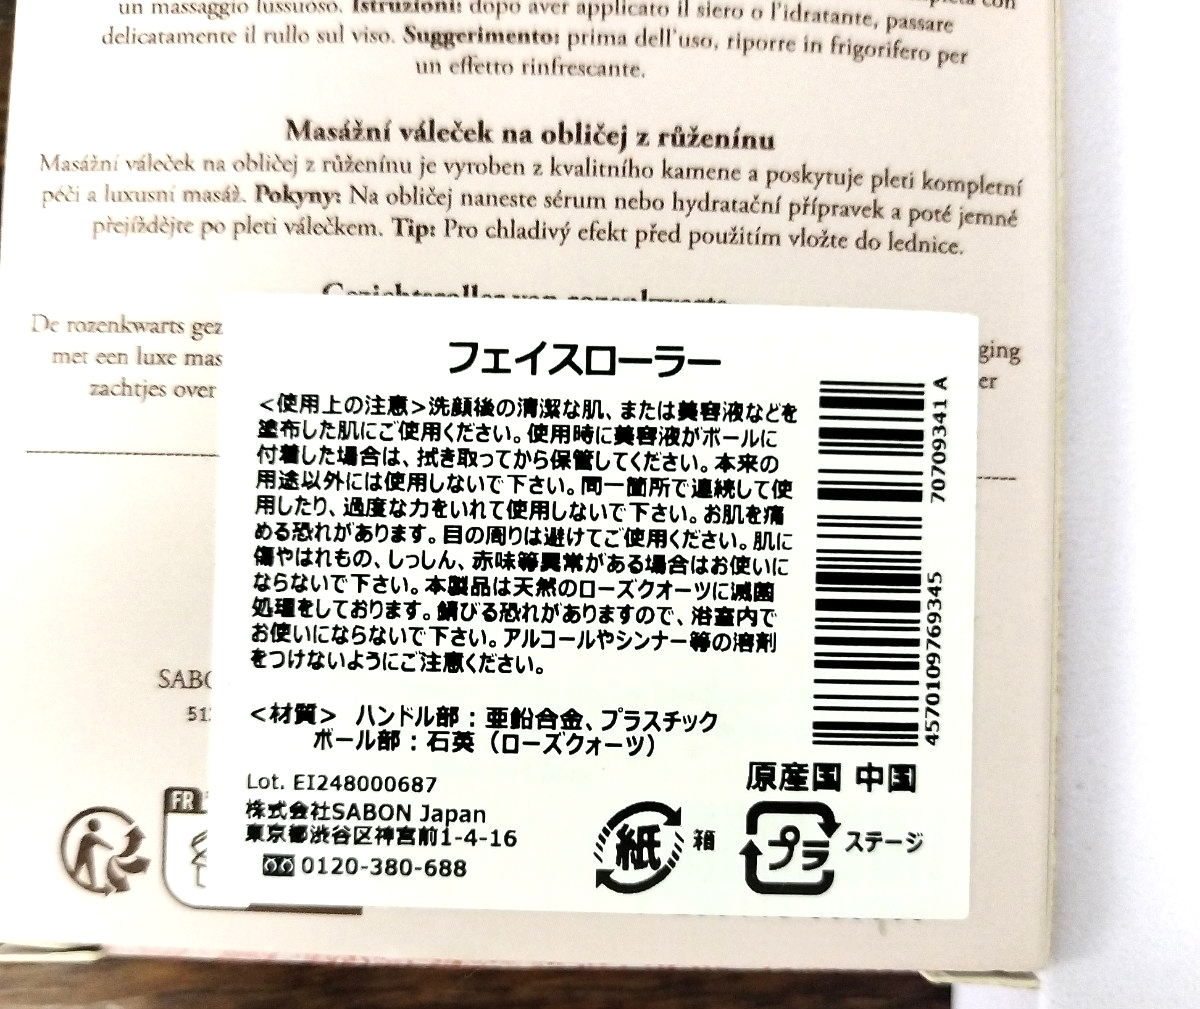 un massaggio lussuoso. Istruzioni: dopo aver applicato il siero o l'idratante, passare
delicatamente il rullo sul viso. Suggerimento: prima dell'uso, riporre in frigorifero per
un effetto rinfrescante.
Masážní váleček na obličej z růženínu
Masážní váleček na obličej z růženínu je vyroben z kvalitního kamene a poskytuje pleti kompletní
péči a luxusní masáž. Pokyny: Na obličej naneste sérum nebo hydratační přípravek a poté jemně
přejíždějte po pleti válečkem. Tip: Pro chladivý efekt před použitím vložte do lednice.
De rozenkwarts gez
ging
met een luxe mas
er
zachtjes over
フェイスローラー
<使用上の注意>洗顔後の清潔な肌、または美容液などを
塗布した肌にご使用ください。使用時に美容液がボールに
付着した場合は、拭き取ってから保管してください。本来の
用途以外には使用しないで下さい。同一箇所で連続して使
用したり、過度な力をいれて使用しないで下さい。お肌を痛
める恐れがあります。目の周りは避けてご使用ください。肌に
傷やはれもの、しっしん、赤味等異常がある場合はお使いに
ならないで下さい。本製品は天然のローズクオーツに滅菌
処理をしております。錆びる恐れがありますので、浴室内で
お使いにならないで下さい。アルコールやシンナー等の溶剤
をつけないようにご注意ください。
<材質> ハンドル部:亜鉛合金、プラスチック
ボール部:石英(ローズクォーツ)
70709341 A
4570109769345
原産国 中国
Lot. EI248000687
株式会社SABON Japan
東京都渋谷区神宮前1-4-16
0120-380-688
紙 箱
プラ ステージ
SABO
51
FR